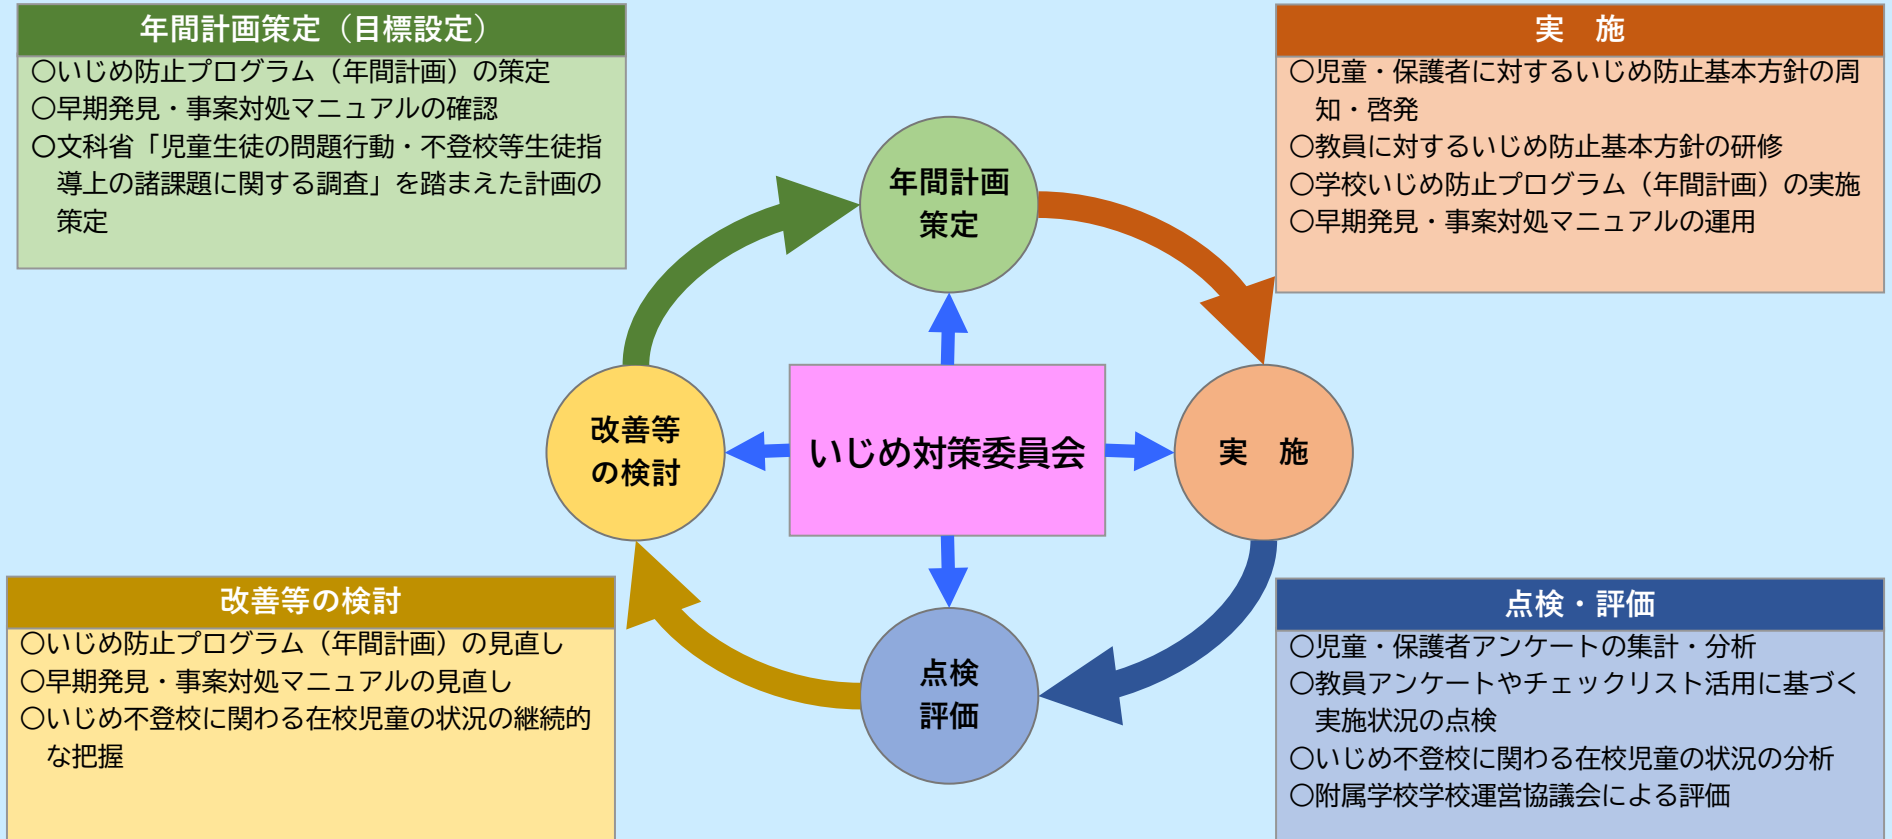 年間計画策定（目標設定）
〇いじめ防止プログラム（年間計画）の策定
〇早期発見・事案対処マニュアルの確認
〇文科省「児童生徒の問題行動・不登校等生徒指
導上の諸課題に関する調査」を踏まえた計画の
策定
実　施
〇児童・保護者に対するいじめ防止基本方針の周
知・啓発
〇教員に対するいじめ防止基本方針の研修
〇学校いじめ防止プログラム（年間計画）の実施
〇早期発見・事案対処マニュアルの運用
年間計画
策定
改善等
の検討
いじめ対策委員会
実　施
点検
評価
改善等の検討
〇いじめ防止プログラム（年間計画）の見直し
〇早期発見・事案対処マニュアルの見直し
〇いじめ不登校に関わる在校児童の状況の継続的
な把握
点検・評価
〇児童・保護者アンケートの集計・分析
〇教員アンケートやチェックリスト活用に基づく
実施状況の点検
〇いじめ不登校に関わる在校児童の状況の分析
〇附属学校学校運営協議会による評価